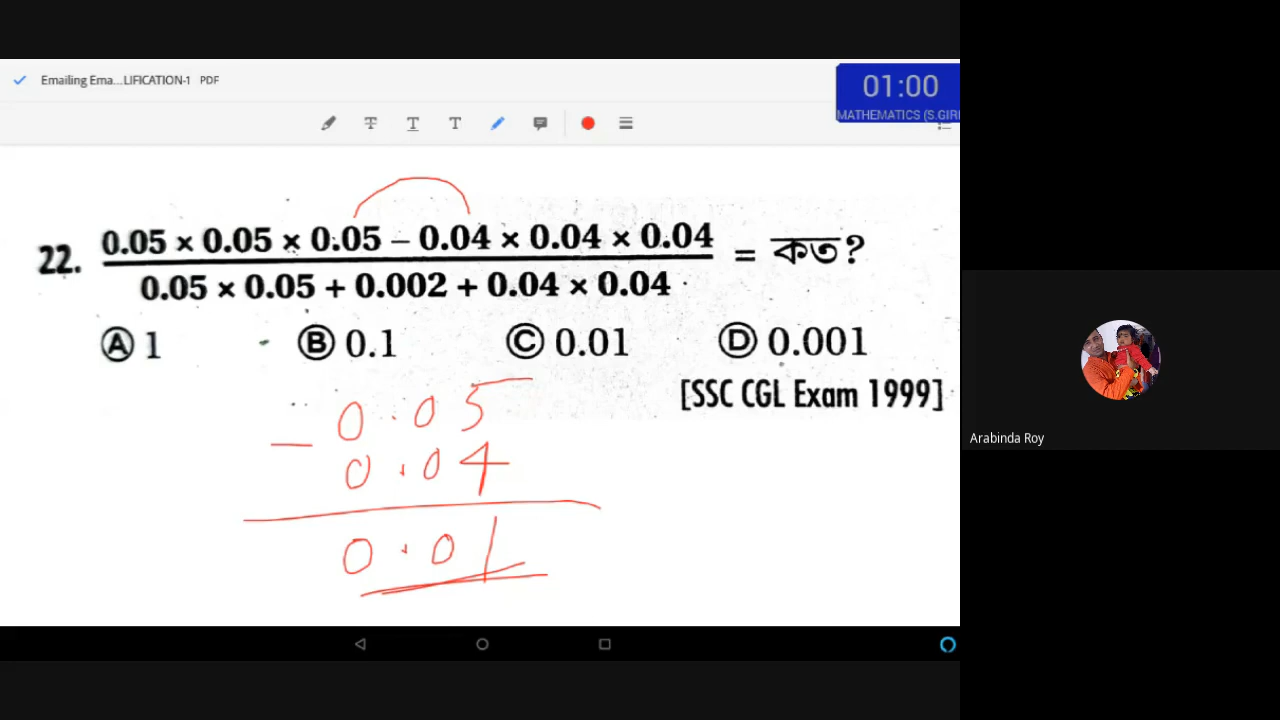 Emailing Ema...LIFICATION-1 PDF
01:00
MATHEMATICS (S.GIRI
22. 0.05 × 0.05 × 0.05 – 0.04 × 0.04 × 0.04 = কত?
0.05 × 0.05 + 0.002 + 0.04 × 0.04
Ⓐ 1 Ⓑ 0.1 Ⓒ 0.01 Ⓓ 0.001
[SSC CGL Exam 1999]
0.05
– 0.04
0.01
Arabinda Roy